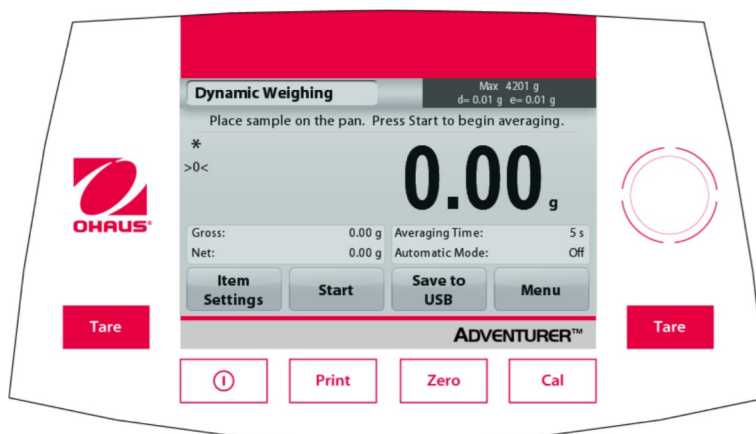 Dynamic Weighing
Max 4201 g
d= 0.01 g e= 0.01 g
Place sample on the pan. Press Start to begin averaging.
*
>0<
0.00 g
Gross: 0.00 g
Net: 0.00 g
Averaging Time: 5 s
Automatic Mode: Off
Item Settings
Start
Save to USB
Menu
OHAUS®
ADVENTURER™
Tare
Tare
Print
Zero
Cal